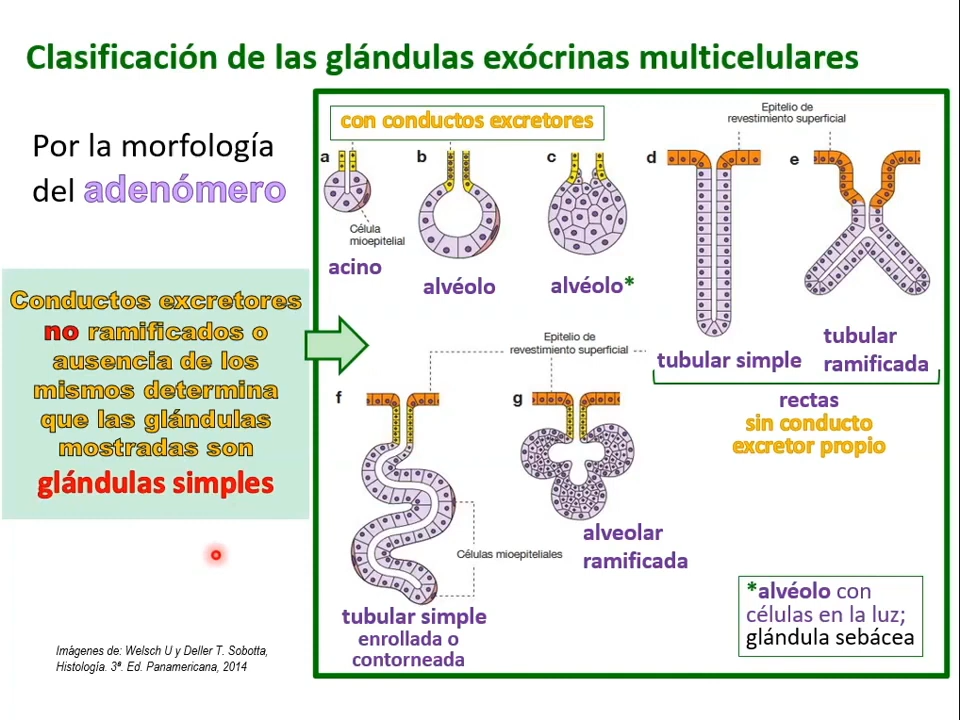 Clasificación de las glándulas exócrinas multicelulares
Por la morfología
del adenómero
Conductos excretores
no ramificados o
ausencia de los
mismos determina
que las glándulas
mostradas son
glándulas simples
con conductos excretores
Epitelio de
revestimiento superficial
a
b
c
d
e
Célula
mioepitelial
acino
alvéolo
alvéolo*
tubular simple
tubular
ramificada
rectas
sin conducto
excretor propio
Epitelio de
revestimiento superficial
f
g
Células mioepiteliales
alveolar
ramificada
tubular simple
enrollada o
contorneada
*alvéolo con
células en la luz;
glándula sebácea
Imágenes de: Welsch U y Deller T. Sobotta,
Histología. 3ª. Ed. Panamericana, 2014